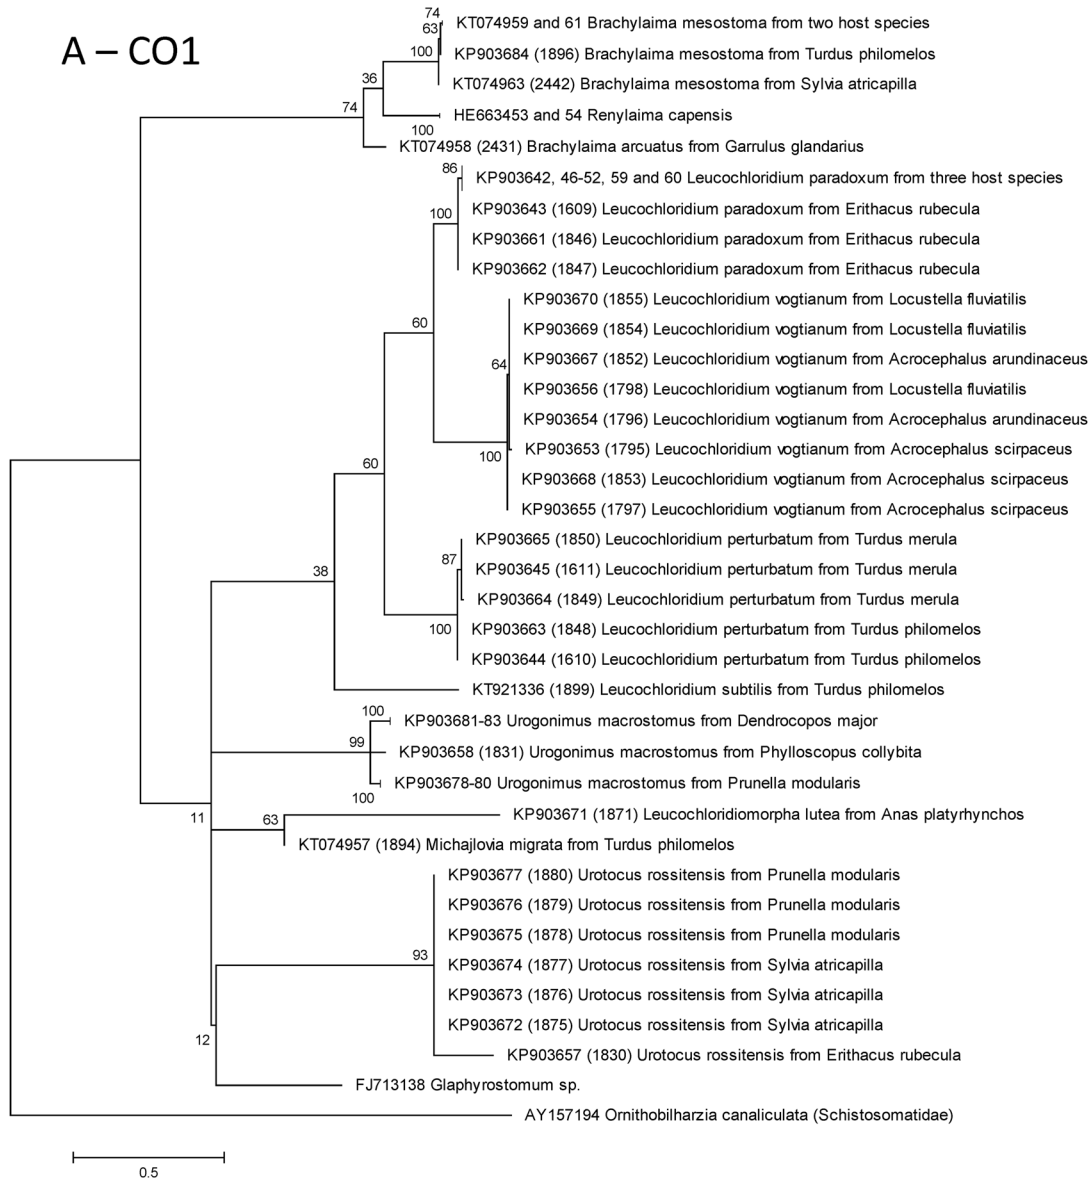 A – CO1
74
KT074959 and 61 Brachylaima mesostoma from two host species
63
KP903684 (1896) Brachylaima mesostoma from Turdus philomelos
100
KT074963 (2442) Brachylaima mesostoma from Sylvia atricapilla
36
74
HE663453 and 54 Renylaima capensis
100
KT074958 (2431) Brachylaima arcuatus from Garrulus glandarius
86
KP903642, 46-52, 59 and 60 Leucochloridium paradoxum from three host species
100
KP903643 (1609) Leucochloridium paradoxum from Erithacus rubecula
KP903661 (1846) Leucochloridium paradoxum from Erithacus rubecula
KP903662 (1847) Leucochloridium paradoxum from Erithacus rubecula
KP903670 (1855) Leucochloridium vogtianum from Locustella fluviatilis
60
KP903669 (1854) Leucochloridium vogtianum from Locustella fluviatilis
64
KP903667 (1852) Leucochloridium vogtianum from Acrocephalus arundinaceus
KP903656 (1798) Leucochloridium vogtianum from Locustella fluviatilis
KP903654 (1796) Leucochloridium vogtianum from Acrocephalus arundinaceus
KP903653 (1795) Leucochloridium vogtianum from Acrocephalus scirpaceus
100
60
KP903668 (1853) Leucochloridium vogtianum from Acrocephalus scirpaceus
KP903655 (1797) Leucochloridium vogtianum from Acrocephalus scirpaceus
KP903665 (1850) Leucochloridium perturbatum from Turdus merula
87
KP903645 (1611) Leucochloridium perturbatum from Turdus merula
38
KP903664 (1849) Leucochloridium perturbatum from Turdus merula
100
KP903663 (1848) Leucochloridium perturbatum from Turdus philomelos
KP903644 (1610) Leucochloridium perturbatum from Turdus philomelos
KT921336 (1899) Leucochloridium subtilis from Turdus philomelos
100
KP903681-83 Urogonimus macrostomus from Dendrocopos major
99
KP903658 (1831) Urogonimus macrostomus from Phylloscopus collybita
KP903678-80 Urogonimus macrostomus from Prunella modularis
100
11
63
KP903671 (1871) Leucochloridiomorpha lutea from Anas platyrhynchos
KT074957 (1894) Michajlovia migrata from Turdus philomelos
KP903677 (1880) Urotocus rossitensis from Prunella modularis
KP903676 (1879) Urotocus rossitensis from Prunella modularis
KP903675 (1878) Urotocus rossitensis from Prunella modularis
93
KP903674 (1877) Urotocus rossitensis from Sylvia atricapilla
KP903673 (1876) Urotocus rossitensis from Sylvia atricapilla
KP903672 (1875) Urotocus rossitensis from Sylvia atricapilla
12
KP903657 (1830) Urotocus rossitensis from Erithacus rubecula
FJ713138 Glaphyrostomum sp.
AY157194 Ornithobilharzia canaliculata (Schistosomatidae)
0.5